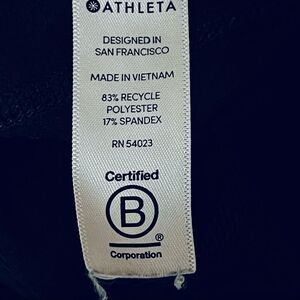 ATHLETA
DESIGNED IN
SAN FRANCISCO
MADE IN VIETNAM
83% RECYCLE
POLYESTER
17% SPANDEX
RN 54023
Certified
B
®
Corporation